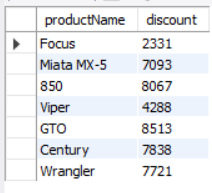 productName discount
Focus 2331
Miata MX-5 7093
850 8067
Viper 4288
GTO 8513
Century 7838
Wrangler 7721